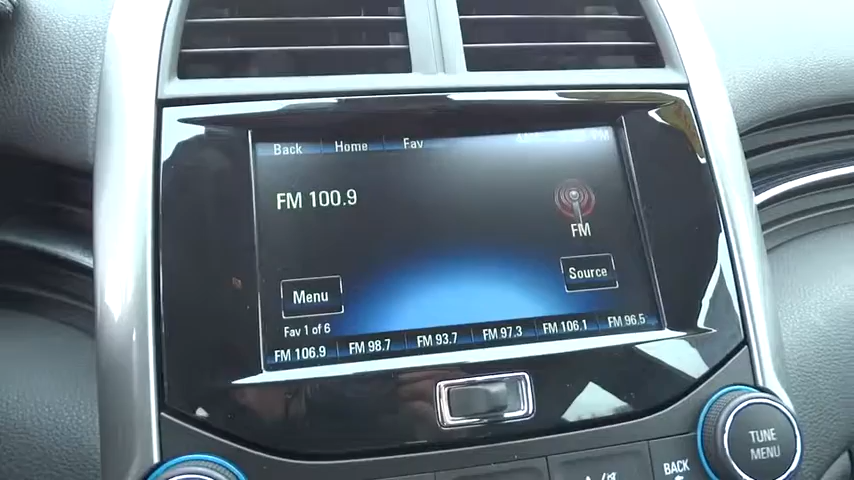 Back Home Fav
FM 100.9
FM
Menu
Source
Fav 1 of 6
FM 106.9 FM 98.7 FM 93.7 FM 97.3 FM 106.1 FM 96.5
TUNE
MENU
BACK